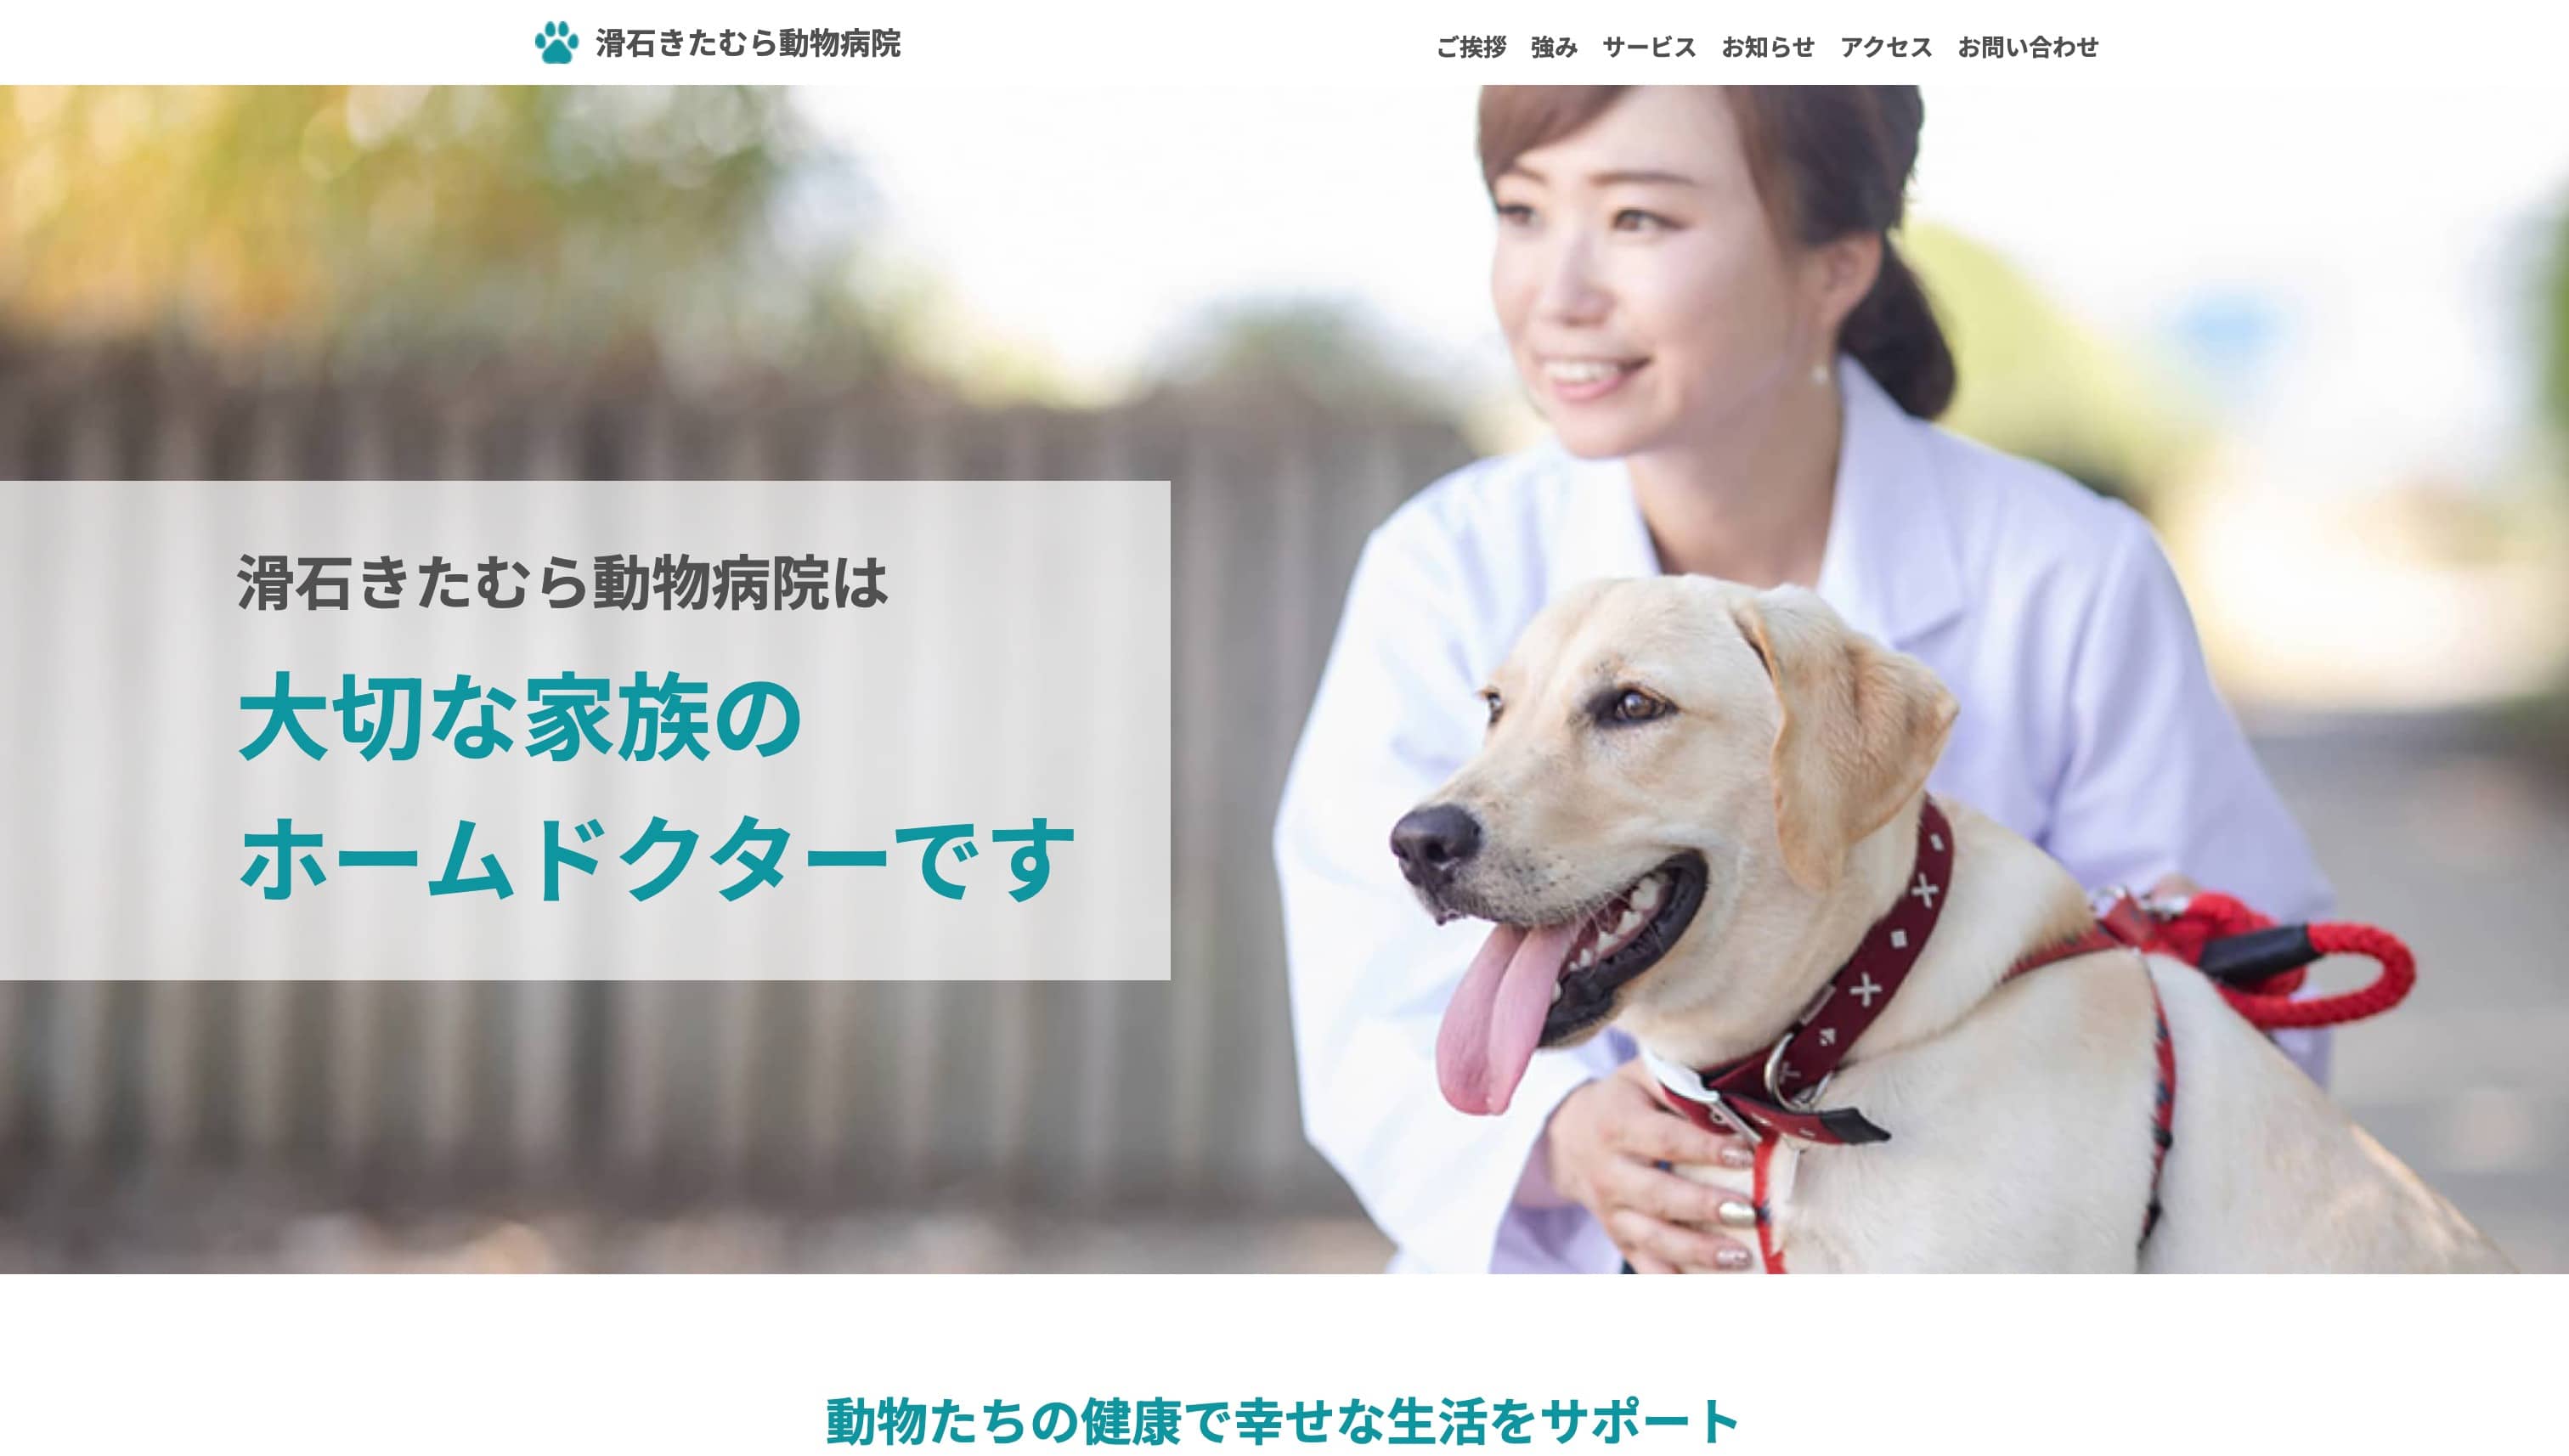 滑石きたむら動物病院
ご挨拶 強み サービス お知らせ アクセス お問い合わせ
滑石きたむら動物病院は
大切な家族の
ホームドクターです
動物たちの健康で幸せな生活をサポート